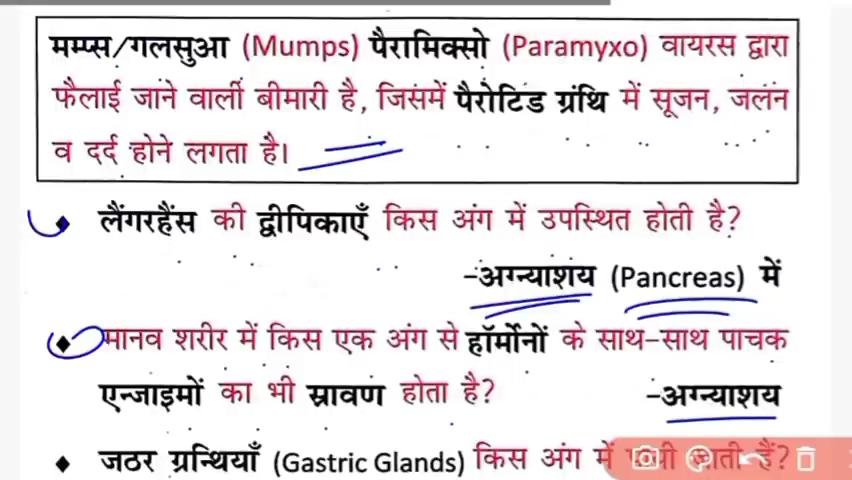 मम्प्स/गलसुआ (Mumps) पैरामिक्सो (Paramyxo) वायरस द्वारा
फैलाई जाने वाली बीमारी है, जिसमें पैरोटिड ग्रंथि में सूजन, जलन
व दर्द होने लगता है।
♦ लैंगरहैंस की द्वीपिकाएँ किस अंग में उपस्थित होती है?
-अग्न्याशय (Pancreas) में
♦ मानव शरीर में किस एक अंग से हॉर्मोनों के साथ-साथ पाचक
एन्जाइमों का भी स्रावण होता है? -अग्न्याशय
♦ जठर ग्रन्थियाँ (Gastric Glands) किस अंग में पायी जाती हैं?